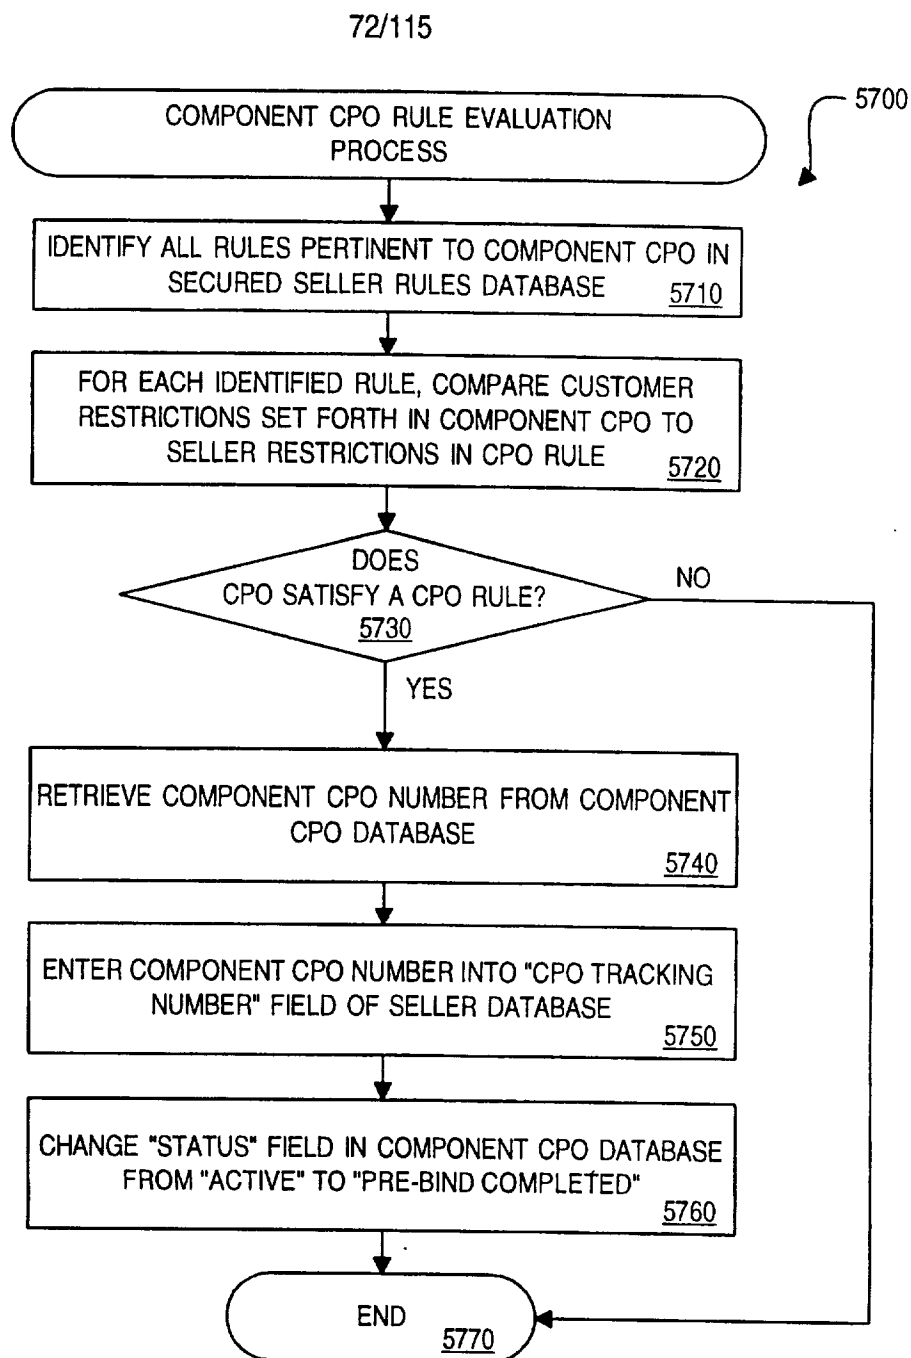 72/115
5700
COMPONENT CPO RULE EVALUATION
PROCESS
IDENTIFY ALL RULES PERTINENT TO COMPONENT CPO IN
SECURED SELLER RULES DATABASE
5710
FOR EACH IDENTIFIED RULE, COMPARE CUSTOMER
RESTRICTIONS SET FORTH IN COMPONENT CPO TO
SELLER RESTRICTIONS IN CPO RULE
5720
DOES
CPO SATISFY A CPO RULE?
5730
NO
YES
RETRIEVE COMPONENT CPO NUMBER FROM COMPONENT
CPO DATABASE
5740
ENTER COMPONENT CPO NUMBER INTO "CPO TRACKING
NUMBER" FIELD OF SELLER DATABASE
5750
CHANGE "STATUS" FIELD IN COMPONENT CPO DATABASE
FROM "ACTIVE" TO "PRE-BIND COMPLETED"
5760
END
5770